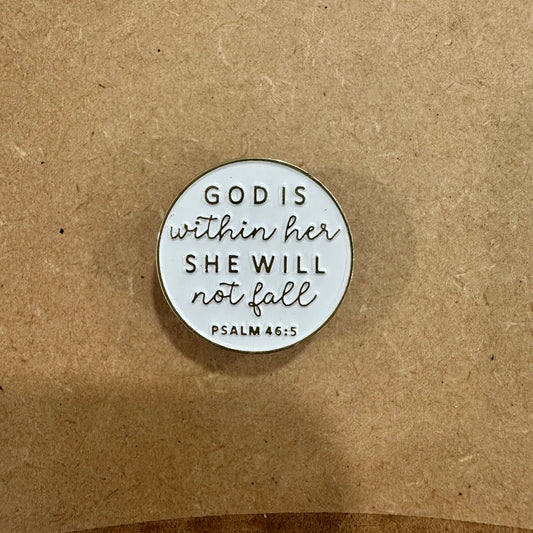 GOD IS
within her
SHE WILL
not fall
PSALM 46:5